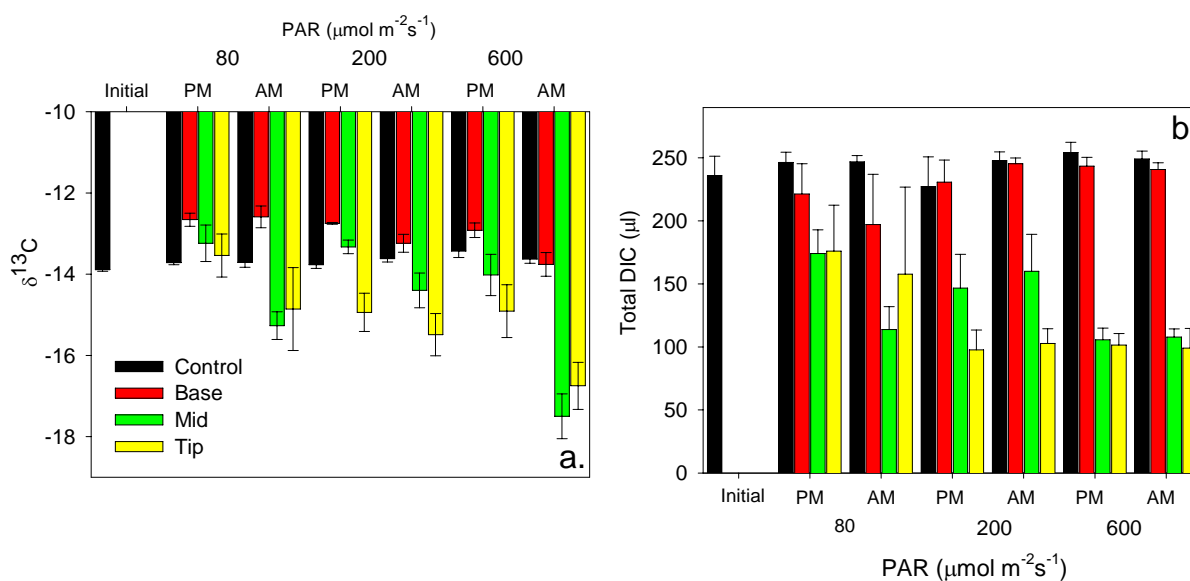 PAR (μmol m-2s-1)
80 200 600
Initial PM AM PM AM PM AM
-10
-12
-14
-16
-18
δ13C
Control
Base
Mid
Tip
a.
b
250
200
150
100
50
0
Total DIC (μl)
Initial PM AM PM AM PM AM
80 200 600
PAR (μmol m-2s-1)